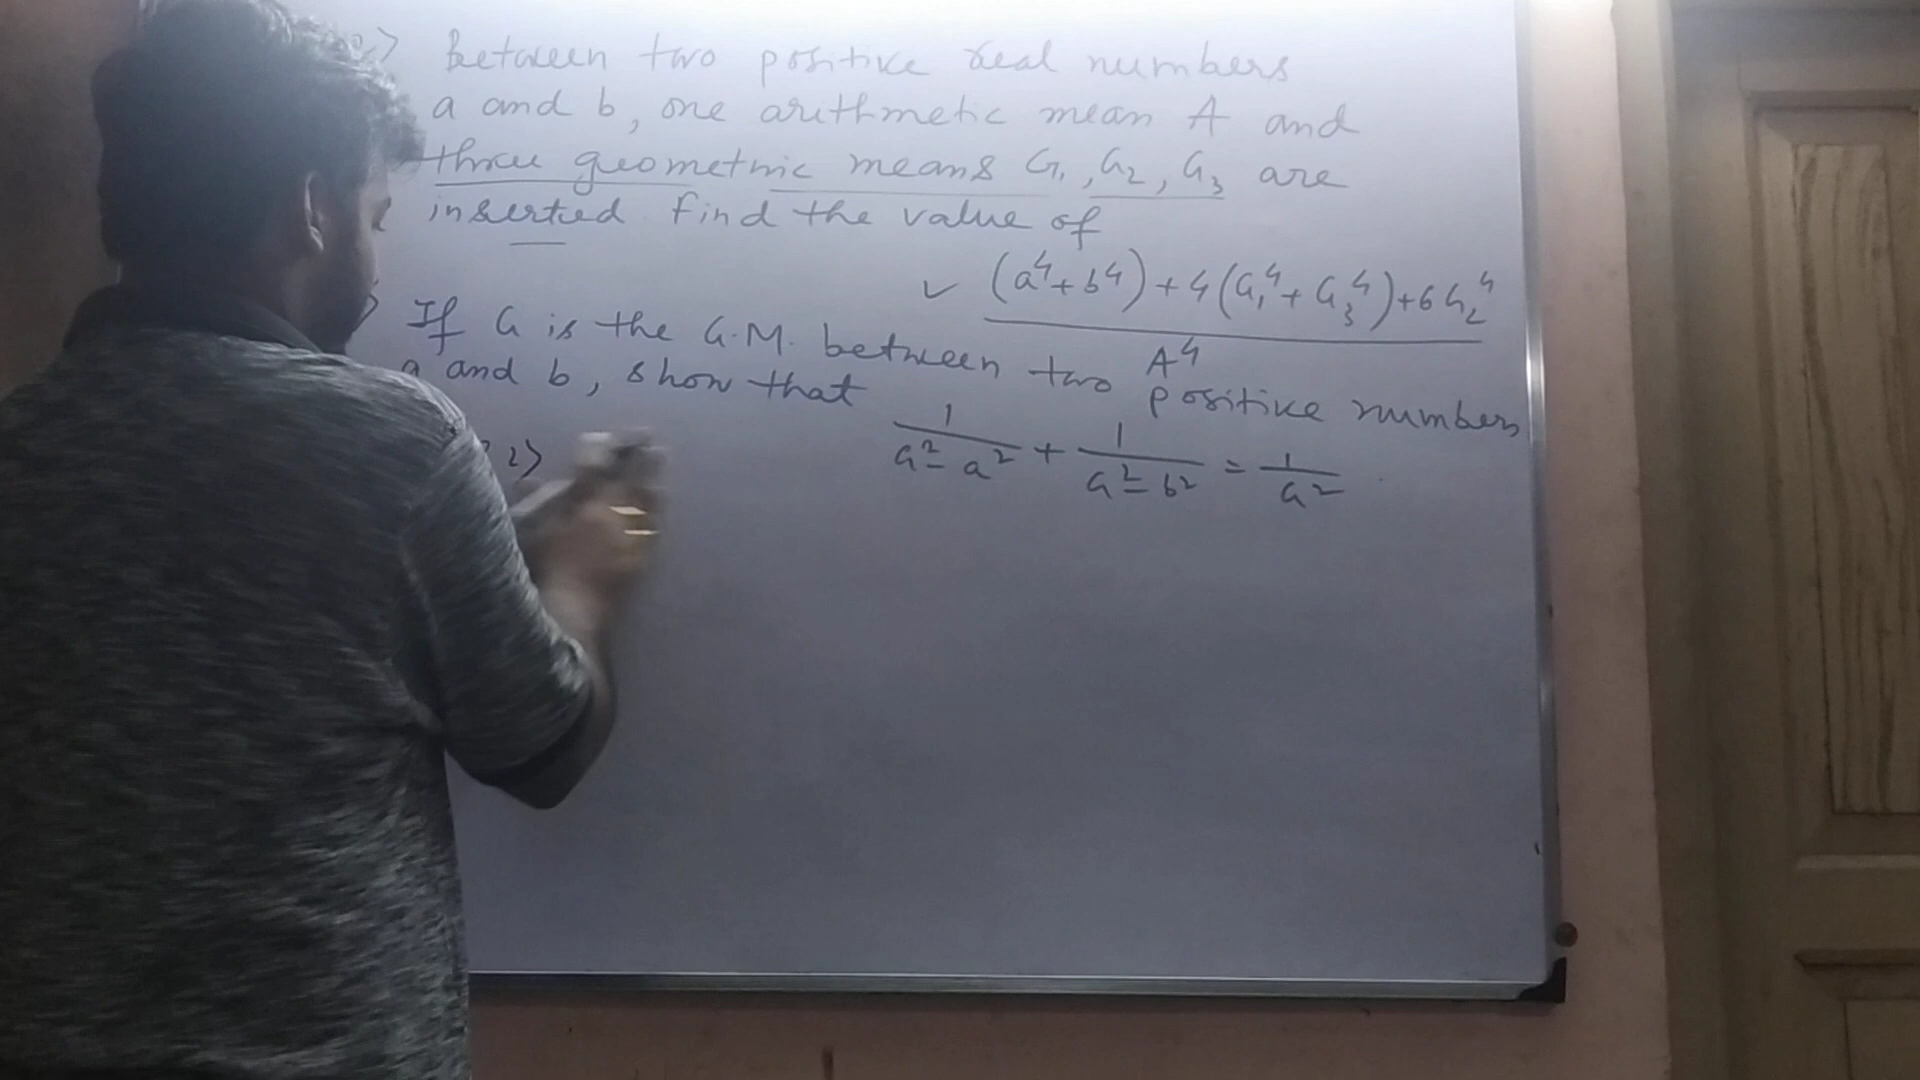 2.> Between two positive real numbers
a and b, one arithmetic mean A and
three geometric means G₁, G₂, G₃ are
inserted find the value of
✓ (a⁴+b⁴)+4(G₁⁴+G₃⁴)+6G₂⁴
A⁴
> If G is the G.M. between two positive numbers
a and b, show that
1/(G²-a²) + 1/(G²-b²) = 1/G²
2>